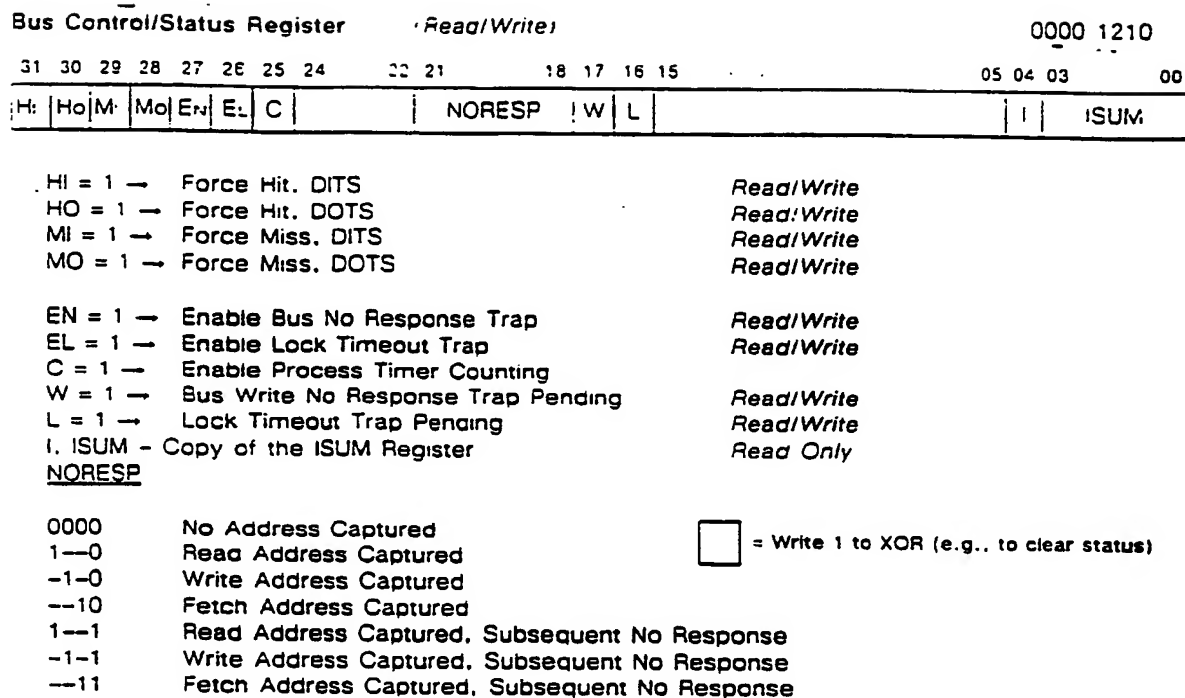 Bus Control/Status Register (Read/Write) 0000 1210
31 30 29 28 27 26 25 24 22 21 18 17 16 15 05 04 03 00
HI HO MI MO EN EL C NORESP W L I ISUM
HI = 1 → Force Hit. DITS Read/Write
HO = 1 → Force Hit. DOTS Read/Write
MI = 1 → Force Miss. DITS Read/Write
MO = 1 → Force Miss. DOTS Read/Write
EN = 1 → Enable Bus No Response Trap Read/Write
EL = 1 → Enable Lock Timeout Trap Read/Write
C = 1 → Enable Process Timer Counting
W = 1 → Bus Write No Response Trap Pending Read/Write
L = 1 → Lock Timeout Trap Pending Read/Write
I. ISUM - Copy of the ISUM Register Read Only
NORESP
0000 No Address Captured
1--0 Read Address Captured = Write 1 to XOR (e.g., to clear status)
-1-0 Write Address Captured
--10 Fetch Address Captured
1--1 Read Address Captured. Subsequent No Response
-1-1 Write Address Captured. Subsequent No Response
--11 Fetch Address Captured. Subsequent No Response